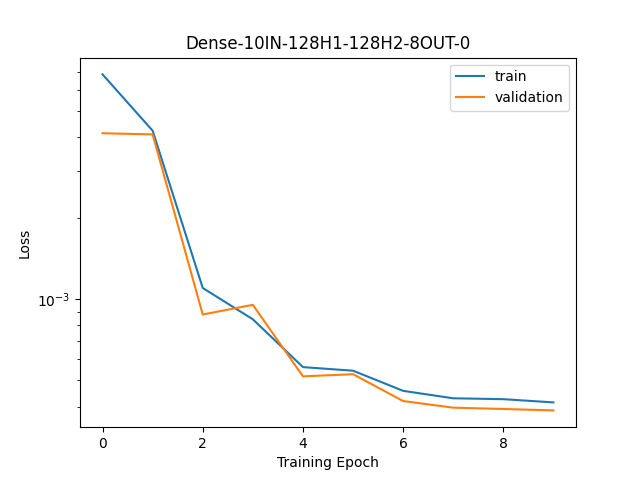 Dense-10IN-128H1-128H2-8OUT-0
train
validation
Loss
10⁻³
0 2 4 6 8
Training Epoch